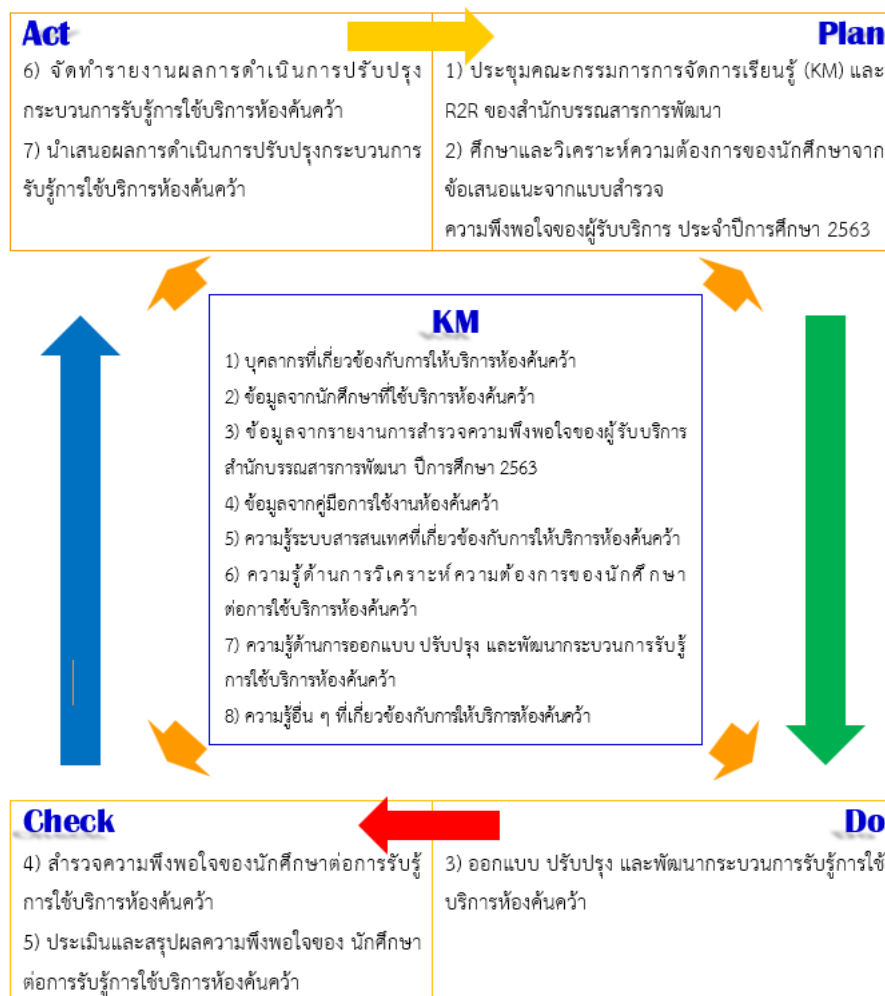 Act
6) จัดทำรายงานผลการดำเนินการปรับปรุง
กระบวนการรับรู้การใช้บริการห้องค้นคว้า
7) นำเสนอผลการดำเนินการปรับปรุงกระบวนการ
รับรู้การใช้บริการห้องค้นคว้า
Plan
1) ประชุมคณะกรรมการการจัดการเรียนรู้ (KM) และ
R2R ของสำนักบรรณสารการพัฒนา
2) ศึกษาและวิเคราะห์ความต้องการของนักศึกษาจาก
ข้อเสนอแนะจากแบบสำรวจ
ความพึงพอใจของผู้รับบริการ ประจำปีการศึกษา 2563
KM
1) บุคลากรที่เกี่ยวข้องกับการให้บริการห้องค้นคว้า
2) ข้อมูลจากนักศึกษาที่ใช้บริการห้องค้นคว้า
3) ข้อมูลจากรายงานการสำรวจความพึงพอใจของผู้รับบริการ
สำนักบรรณสารการพัฒนา ปีการศึกษา 2563
4) ข้อมูลจากคู่มือการใช้งานห้องค้นคว้า
5) ความรู้ระบบสารสนเทศที่เกี่ยวข้องกับการให้บริการห้องค้นคว้า
6) ความรู้ด้านการวิเคราะห์ความต้องการของนักศึกษา
ต่อการใช้บริการห้องค้นคว้า
7) ความรู้ด้านการออกแบบ ปรับปรุง และพัฒนากระบวนการรับรู้
การใช้บริการห้องค้นคว้า
8) ความรู้อื่น ๆ ที่เกี่ยวข้องกับการให้บริการห้องค้นคว้า
Check
4) สำรวจความพึงพอใจของนักศึกษาต่อการรับรู้
การใช้บริการห้องค้นคว้า
5) ประเมินและสรุปผลความพึงพอใจของ นักศึกษา
ต่อการรับรู้การใช้บริการห้องค้นคว้า
Do
3) ออกแบบ ปรับปรุง และพัฒนากระบวนการรับรู้การใช้
บริการห้องค้นคว้า